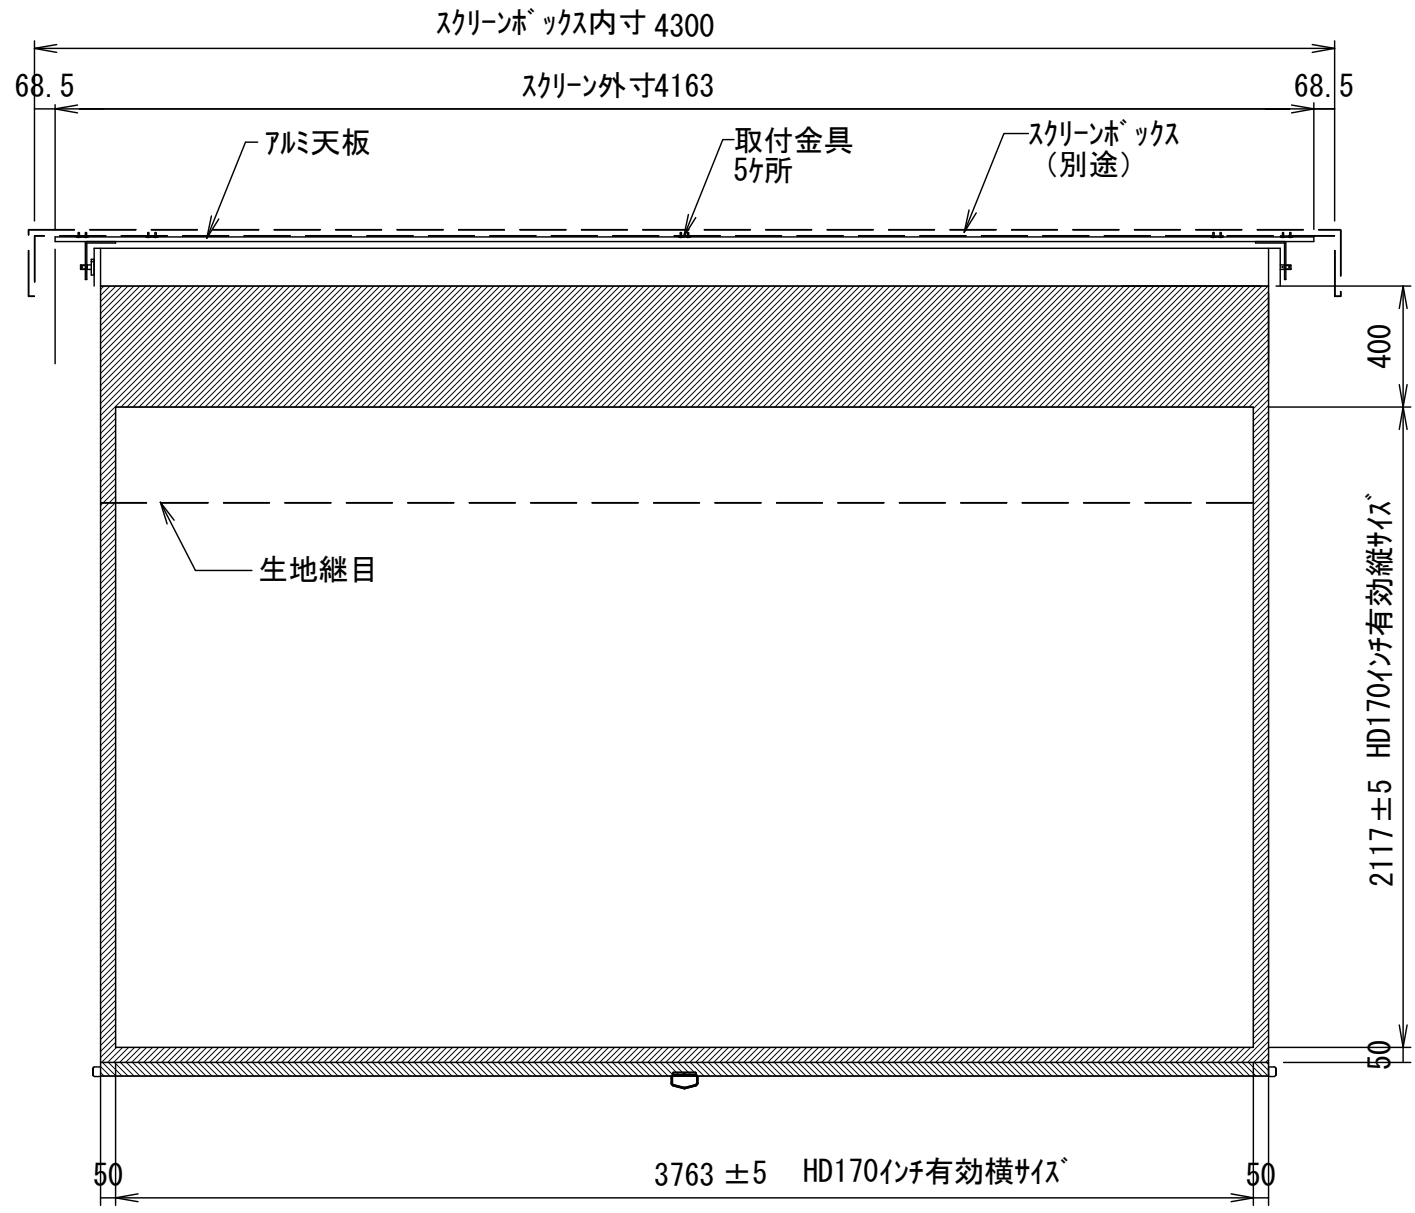 スクリーンボックス内寸 4300
68.5
スクリーン外寸4163
68.5
アルミ天板
取付金具
5ケ所
スクリーンボックス
（別途）
400
生地継目
2117±5 HD170インチ有効縦サイズ
50
50
3763 ±5 HD170インチ有効横サイズ
50